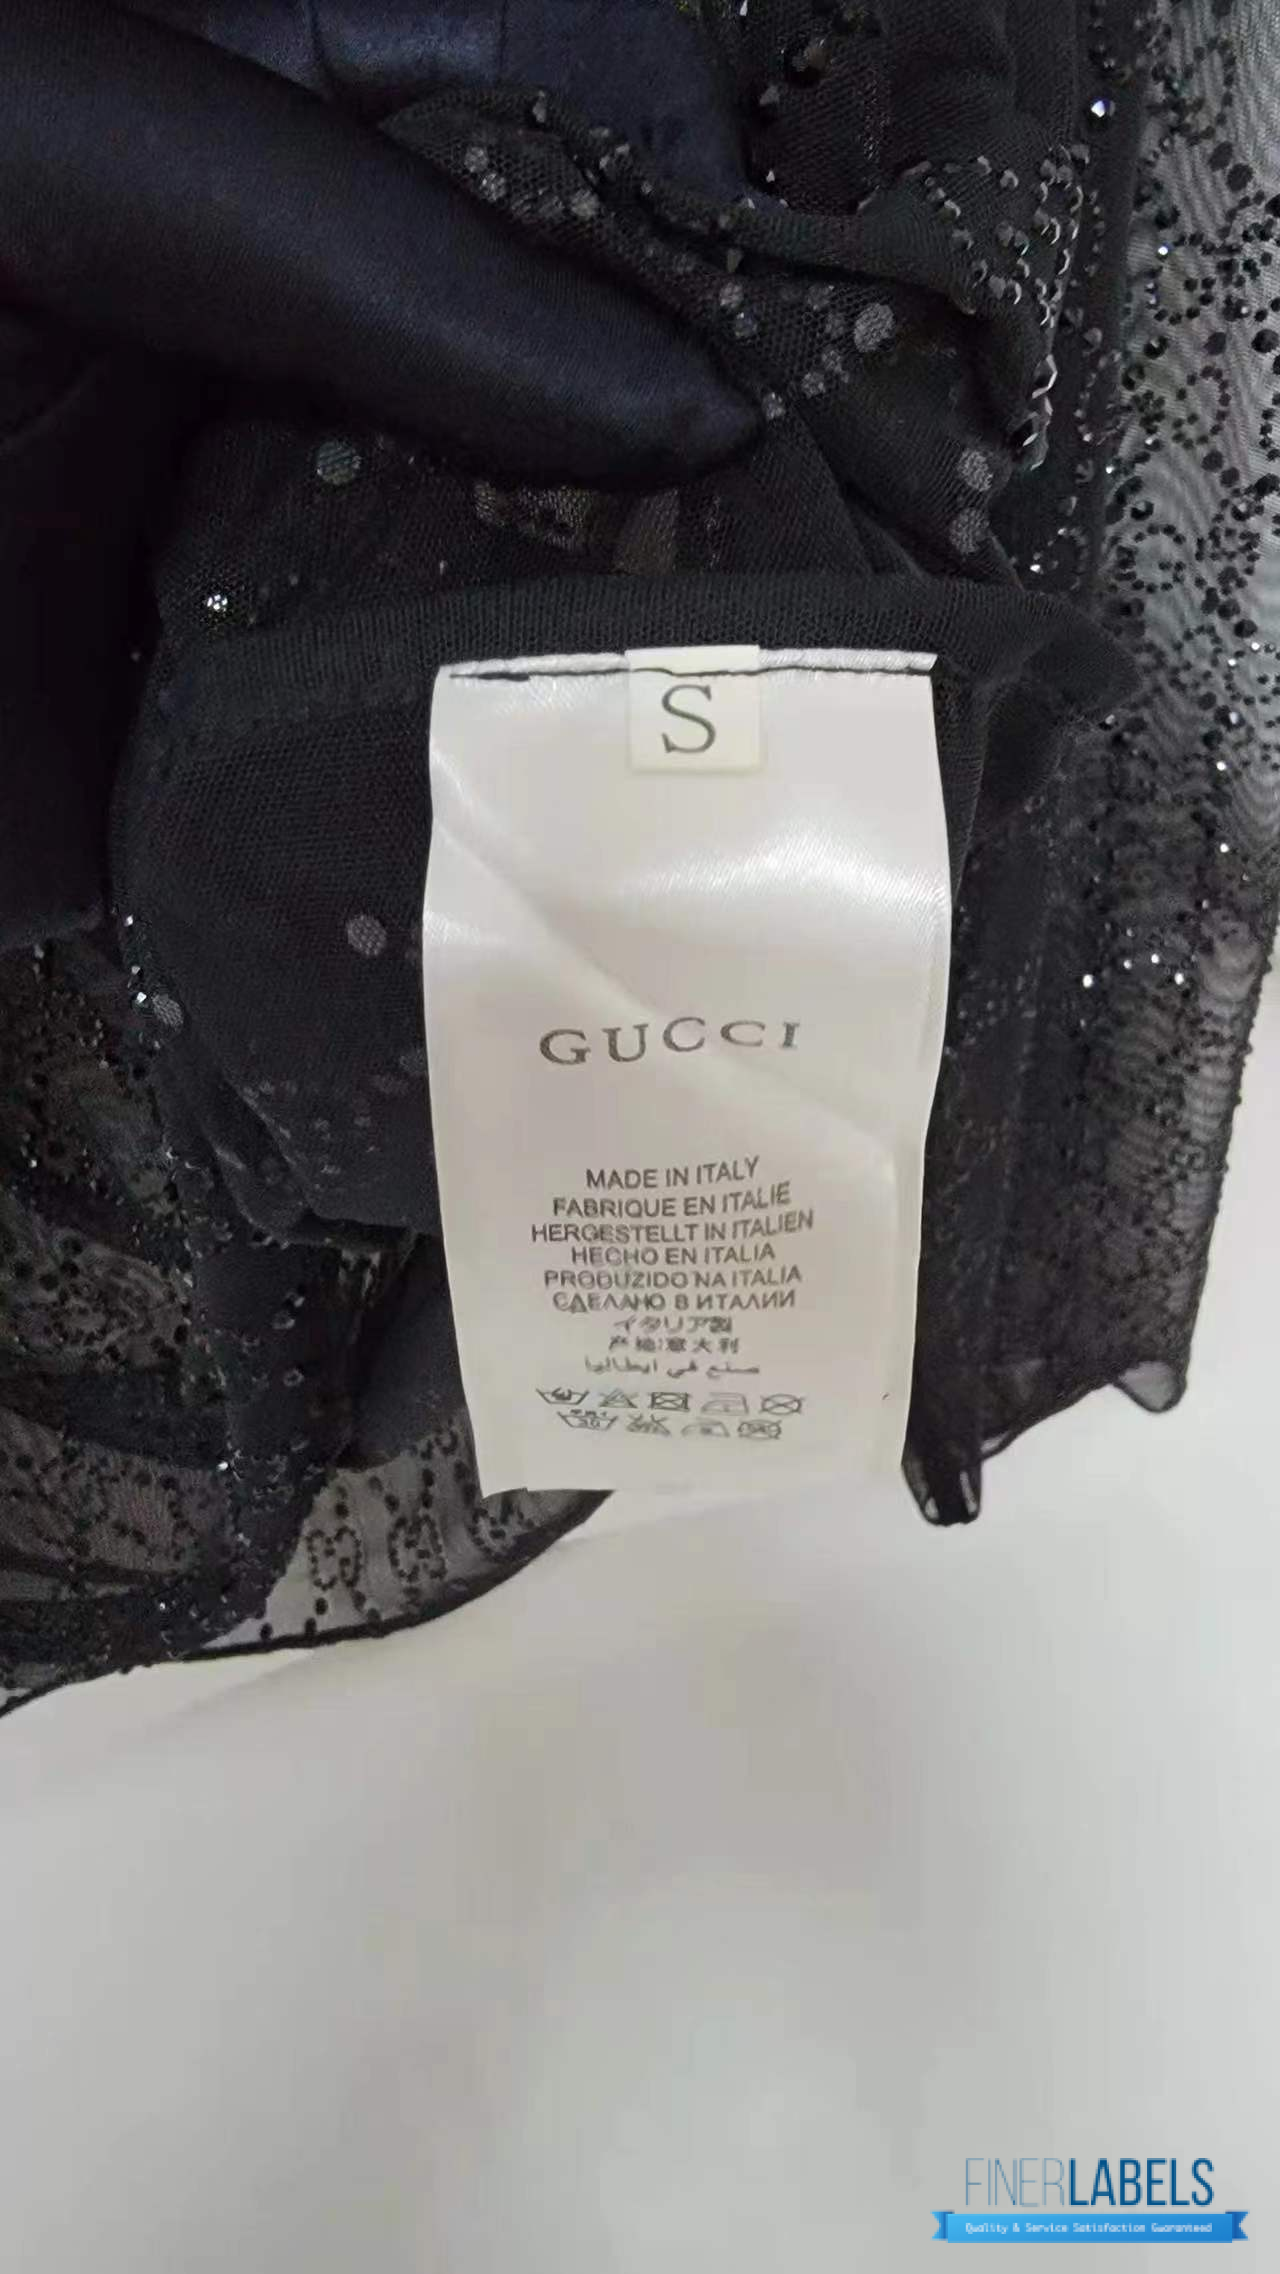 S
GUCCI
MADE IN ITALY
FABRIQUE EN ITALIE
HERGESTELLT IN ITALIEN
HECHO EN ITALIA
PRODUZIDO NA ITALIA
СДЕЛАНО В ИТАЛИИ
イタリア製
产地:意大利
صنع في ايطاليا
30
FINERLABELS
Quality & Service Satisfaction Guaranteed